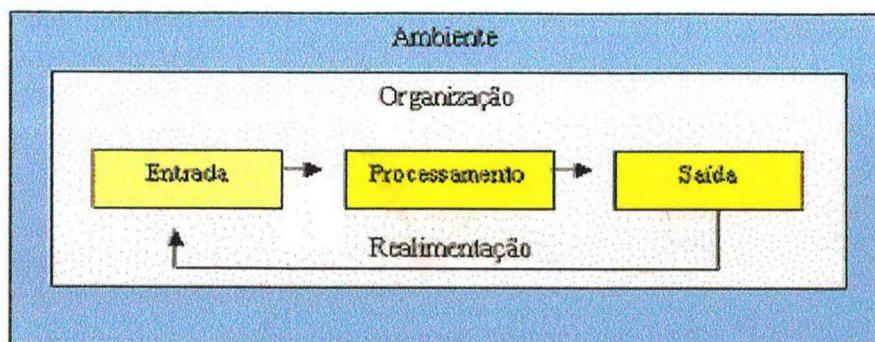 Ambiente
Organização
Entrada
Processamento
Saída
Realimentação